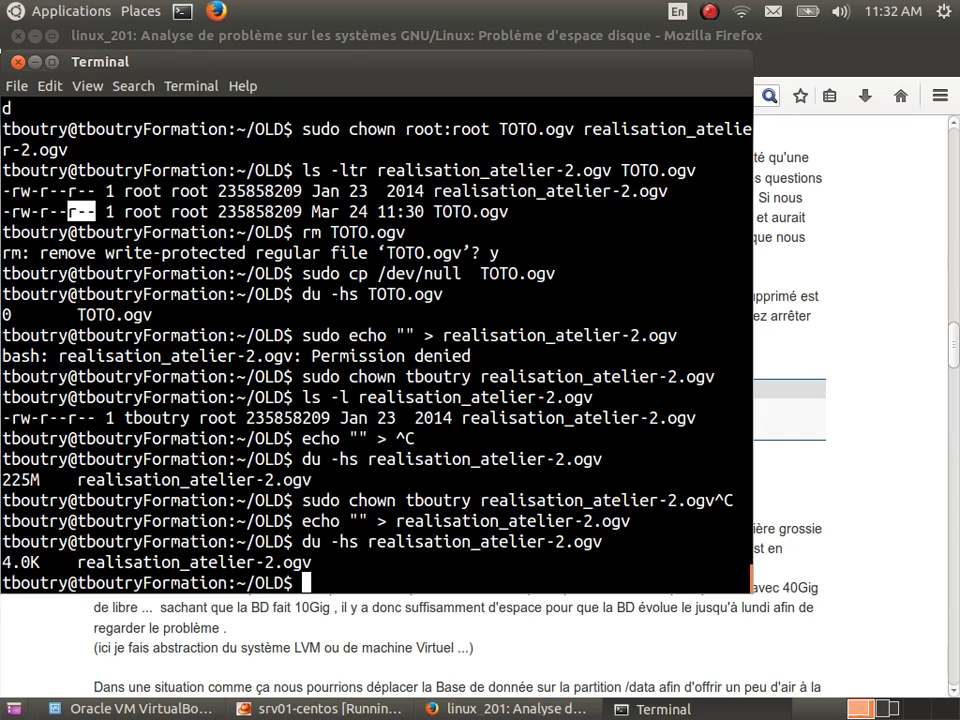 Applications Places En 11:32 AM
linux_201: Analyse de problème sur les systèmes GNU/Linux: Problème d'espace disque - Mozilla Firefox
Terminal
File Edit View Search Terminal Help
d
tboutry@tboutryFormation:~/OLD$ sudo chown root:root TOTO.ogv realisation_atelie
r-2.ogv
tboutry@tboutryFormation:~/OLD$ ls -ltr realisation_atelier-2.ogv TOTO.ogv
-rw-r--r-- 1 root root 235858209 Jan 23  2014 realisation_atelier-2.ogv
-rw-r--r-- 1 root root 235858209 Mar 24 11:30 TOTO.ogv
tboutry@tboutryFormation:~/OLD$ rm TOTO.ogv
rm: remove write-protected regular file ‘TOTO.ogv’? y
tboutry@tboutryFormation:~/OLD$ sudo cp /dev/null  TOTO.ogv
tboutry@tboutryFormation:~/OLD$ du -hs TOTO.ogv
0       TOTO.ogv
tboutry@tboutryFormation:~/OLD$ sudo echo "" > realisation_atelier-2.ogv
bash: realisation_atelier-2.ogv: Permission denied
tboutry@tboutryFormation:~/OLD$ sudo chown tboutry realisation_atelier-2.ogv
tboutry@tboutryFormation:~/OLD$ ls -l realisation_atelier-2.ogv
-rw-r--r-- 1 tboutry root 235858209 Jan 23  2014 realisation_atelier-2.ogv
tboutry@tboutryFormation:~/OLD$ echo "" > ^C
tboutry@tboutryFormation:~/OLD$ du -hs realisation_atelier-2.ogv
225M    realisation_atelier-2.ogv
tboutry@tboutryFormation:~/OLD$ sudo chown tboutry realisation_atelier-2.ogv^C
tboutry@tboutryFormation:~/OLD$ echo "" > realisation_atelier-2.ogv
tboutry@tboutryFormation:~/OLD$ du -hs realisation_atelier-2.ogv
4.0K    realisation_atelier-2.ogv
tboutry@tboutryFormation:~/OLD$
té qu'une
s questions
Si nous
et aurait
que nous
upprimé est
ez arrêter
ière grossie
st en
avec 40Gig
de libre ... sachant que la BD fait 10Gig , il y a donc suffisamment d'espace pour que la BD évolue le jusqu'à lundi afin de
regarder le problème .
(ici je fais abstraction du système LVM ou de machine Virtuel ...)
Dans une situation comme ça nous pourrions déplacer la Base de donnée sur la partition /data afin d'offrir un peu d'air à la
Oracle VM VirtualBo... srv01-centos [Runnin... linux_201: Analyse d... Terminal